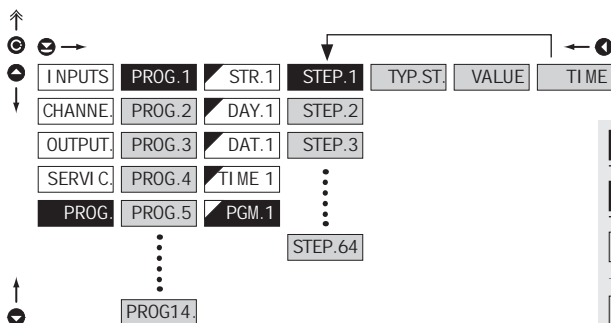 INPUTS PROG.1 STR.1 STEP.1 TYP.ST. VALUE TIME
CHANNE. PROG.2 DAY.1 STEP.2
OUTPUT. PROG.3 DAT.1 STEP.3
SERVIC. PROG.4 TIME 1
PROG. PROG.5 PGM.1
STEP.64
PROG14.